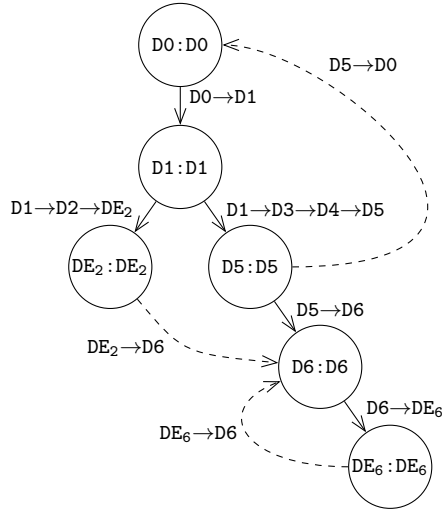 D0:D0
D5→D0
D0→D1
D1:D1
D1→D2→DE₂
D1→D3→D4→D5
DE₂:DE₂
D5:D5
D5→D6
DE₂→D6
D6:D6
D6→DE₆
DE₆→D6
DE₆:DE₆